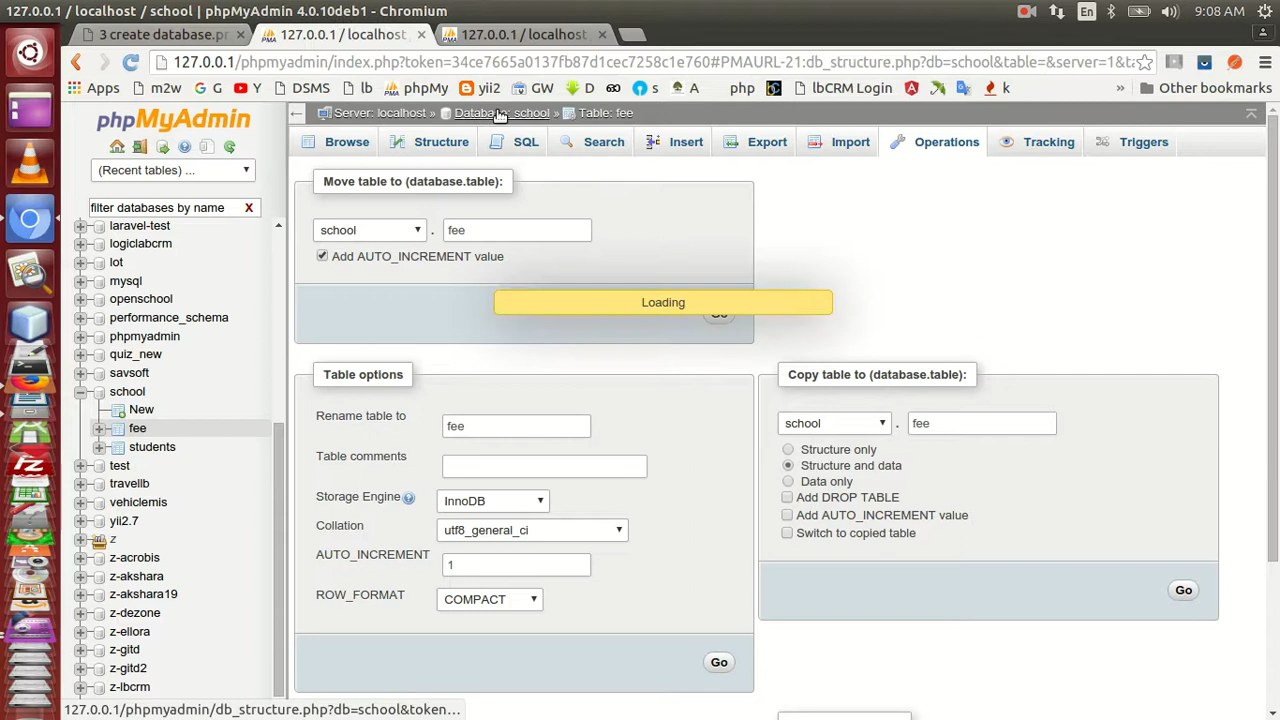 127.0.0.1 / localhost / school | phpMyAdmin 4.0.10deb1 - Chromium
En
9:08 AM
3 create database.pr
127.0.0.1 / localhost
127.0.0.1 / localhost
127.0.0.1/phpmyadmin/index.php?token=34ce7665a0137fb87d1cec7258c1e760#PMAURL-21:db_structure.php?db=school&table=&server=1&ta
Apps
m2w
G
Y
DSMS
lb
phpMy
yii2
GW
D
s
A
php
lbCRM Login
k
»
Other bookmarks
phpMyAdmin
Server: localhost » Database: school » Table: fee
Browse
Structure
SQL
Search
Insert
Export
Import
Operations
Tracking
Triggers
(Recent tables) ...
filter databases by name X
laravel-test
logiclabcrm
lot
mysql
openschool
performance_schema
phpmyadmin
quiz_new
savsoft
school
New
fee
students
test
travellb
vehiclemis
yii2.7
z
z-acrobis
z-akshara
z-akshara19
z-dezone
z-ellora
z-gitd
z-gitd2
z-lbcrm
Move table to (database.table):
school . fee
Add AUTO_INCREMENT value
Loading
Go
Table options
Rename table to fee
Table comments
Storage Engine InnoDB
Collation utf8_general_ci
AUTO_INCREMENT 1
ROW_FORMAT COMPACT
Go
Copy table to (database.table):
school . fee
Structure only
Structure and data
Data only
Add DROP TABLE
Add AUTO_INCREMENT value
Switch to copied table
Go
127.0.0.1/phpmyadmin/db_structure.php?db=school&token...